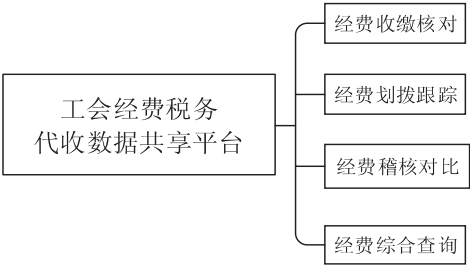 工会经费税务
代收数据共享平台
经费收缴核对
经费划拨跟踪
经费稽核对比
经费综合查询